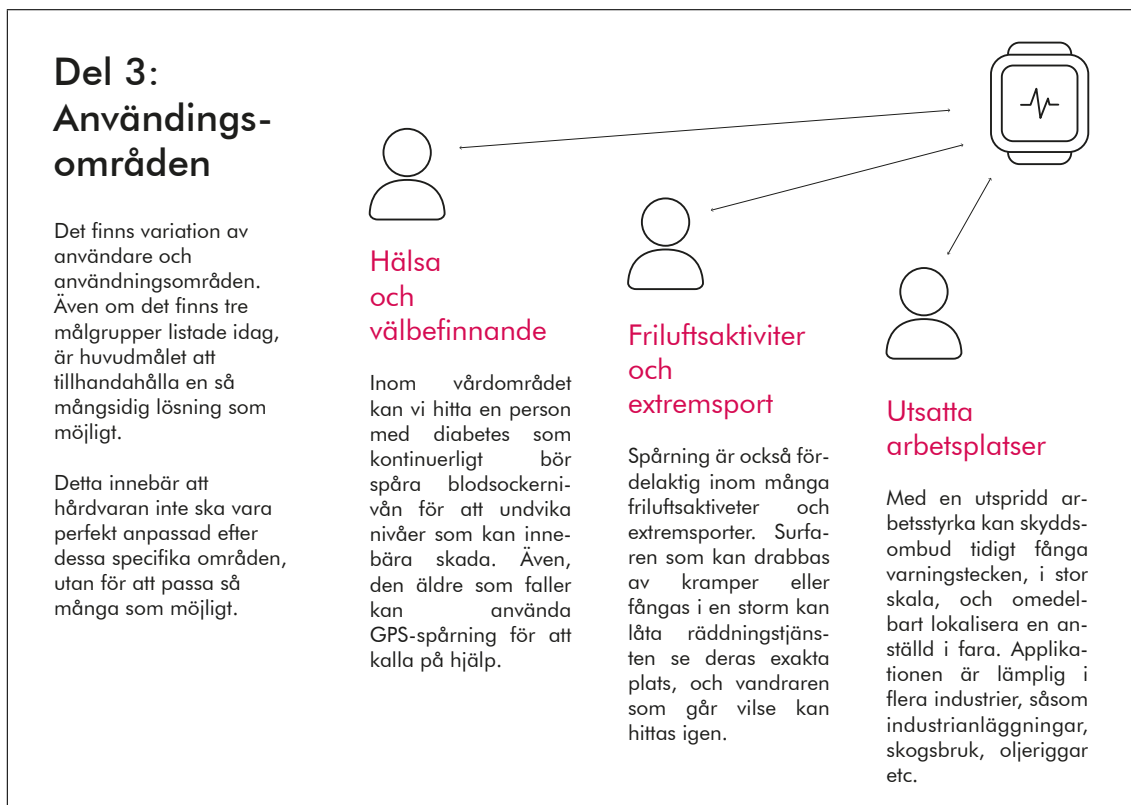 Del 3:
Användings-
områden
Det finns variation av
användare och
användningsområden.
Även om det finns tre
målgrupper listade idag,
är huvudmålet att
tillhandahålla en så
mångsidig lösning som
möjligt.
Detta innebär att
hårdvaran inte ska vara
perfekt anpassad efter
dessa specifika områden,
utan för att passa så
många som möjligt.
Hälsa
och
välbefinnande
Inom vårdområdet
kan vi hitta en person
med diabetes som
kontinuerligt bör
spåra blodsockerni-
vån för att undvika
nivåer som kan inne-
bära skada. Även,
den äldre som faller
kan använda
GPS-spårning för att
kalla på hjälp.
Friluftsaktiviter
och
extremsport
Spårning är också för-
delaktig inom många
friluftsaktiveter och
extremsporter. Surfa-
ren som kan drabbas
av kramper eller
fångas i en storm kan
låta räddningstjäns-
ten se deras exakta
plats, och vandraren
som går vilse kan
hittas igen.
Utsatta
arbetsplatser
Med en utspridd ar-
betsstyrka kan skydds-
ombud tidigt fånga
varningstecken, i stor
skala, och omedel-
bart lokalisera en an-
ställd i fara. Applika-
tionen är lämplig i
flera industrier, såsom
industrianläggningar,
skogsbruk, oljeriggar
etc.